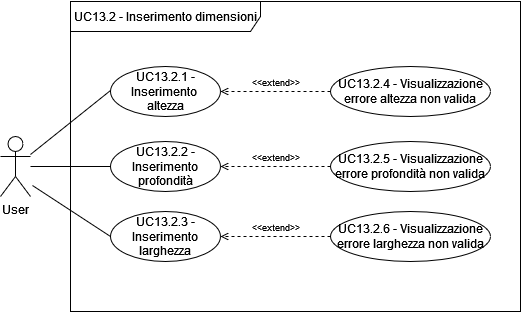 UC13.2 - Inserimento dimensioni
UC13.2.1 -
Inserimento
altezza
<<extend>>
UC13.2.4 - Visualizzazione
errore altezza non valida
UC13.2.2 -
Inserimento
profondità
<<extend>>
UC13.2.5 - Visualizzazione
errore profondità non valida
User
UC13.2.3 -
Inserimento
larghezza
<<extend>>
UC13.2.6 - Visualizzazione
errore larghezza non valida